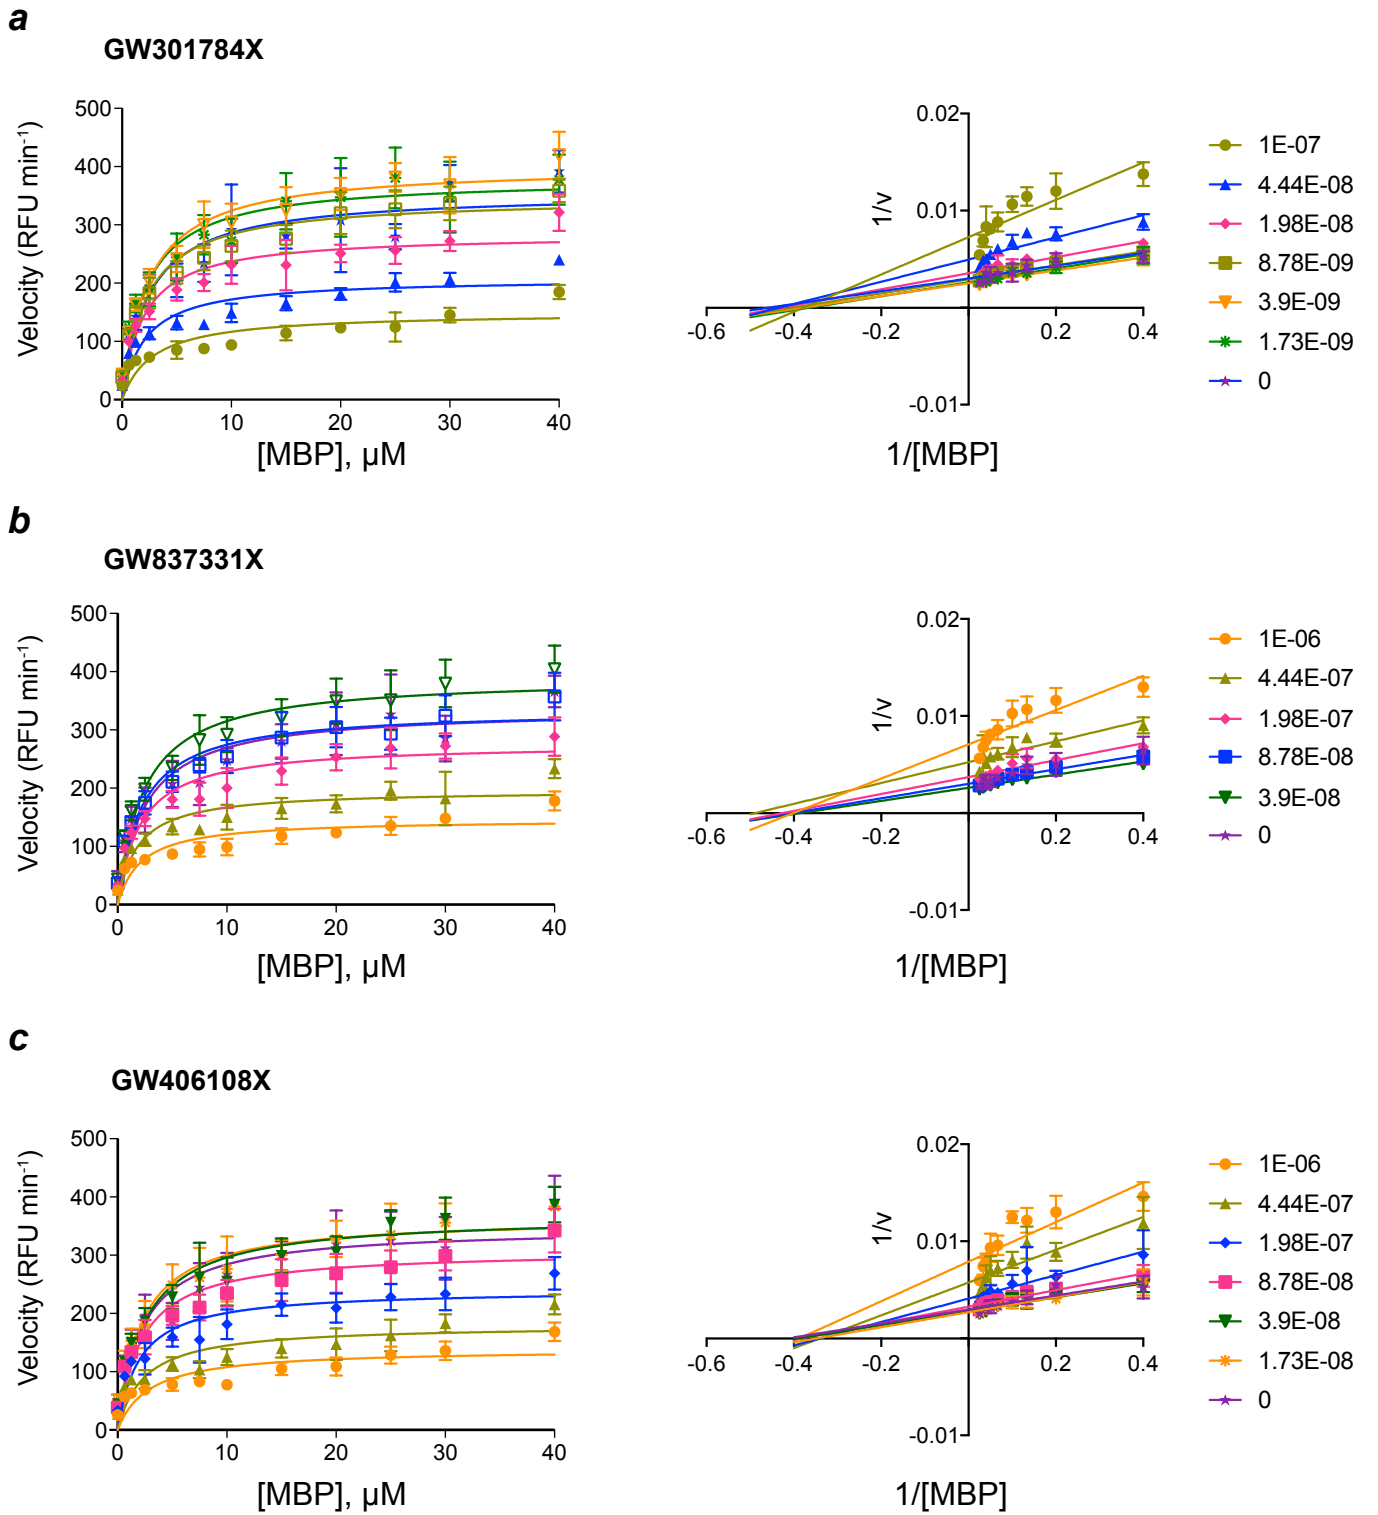 a
GW301784X
500
400
300
200
100
0
Velocity (RFU min⁻¹)
0 10 20 30 40
[MBP], µM
0.02
0.01
-0.01
1/v
-0.6 -0.4 -0.2 0.2 0.4
1/[MBP]
1E-07
4.44E-08
1.98E-08
8.78E-09
3.9E-09
1.73E-09
0
b
GW837331X
500
400
300
200
100
0
Velocity (RFU min⁻¹)
0 10 20 30 40
[MBP], µM
0.02
0.01
-0.01
1/v
-0.6 -0.4 -0.2 0.2 0.4
1/[MBP]
1E-06
4.44E-07
1.98E-07
8.78E-08
3.9E-08
0
c
GW406108X
500
400
300
200
100
0
Velocity (RFU min⁻¹)
0 10 20 30 40
[MBP], µM
0.02
0.01
-0.01
1/v
-0.6 -0.4 -0.2 0.2 0.4
1/[MBP]
1E-06
4.44E-07
1.98E-07
8.78E-08
3.9E-08
1.73E-08
0